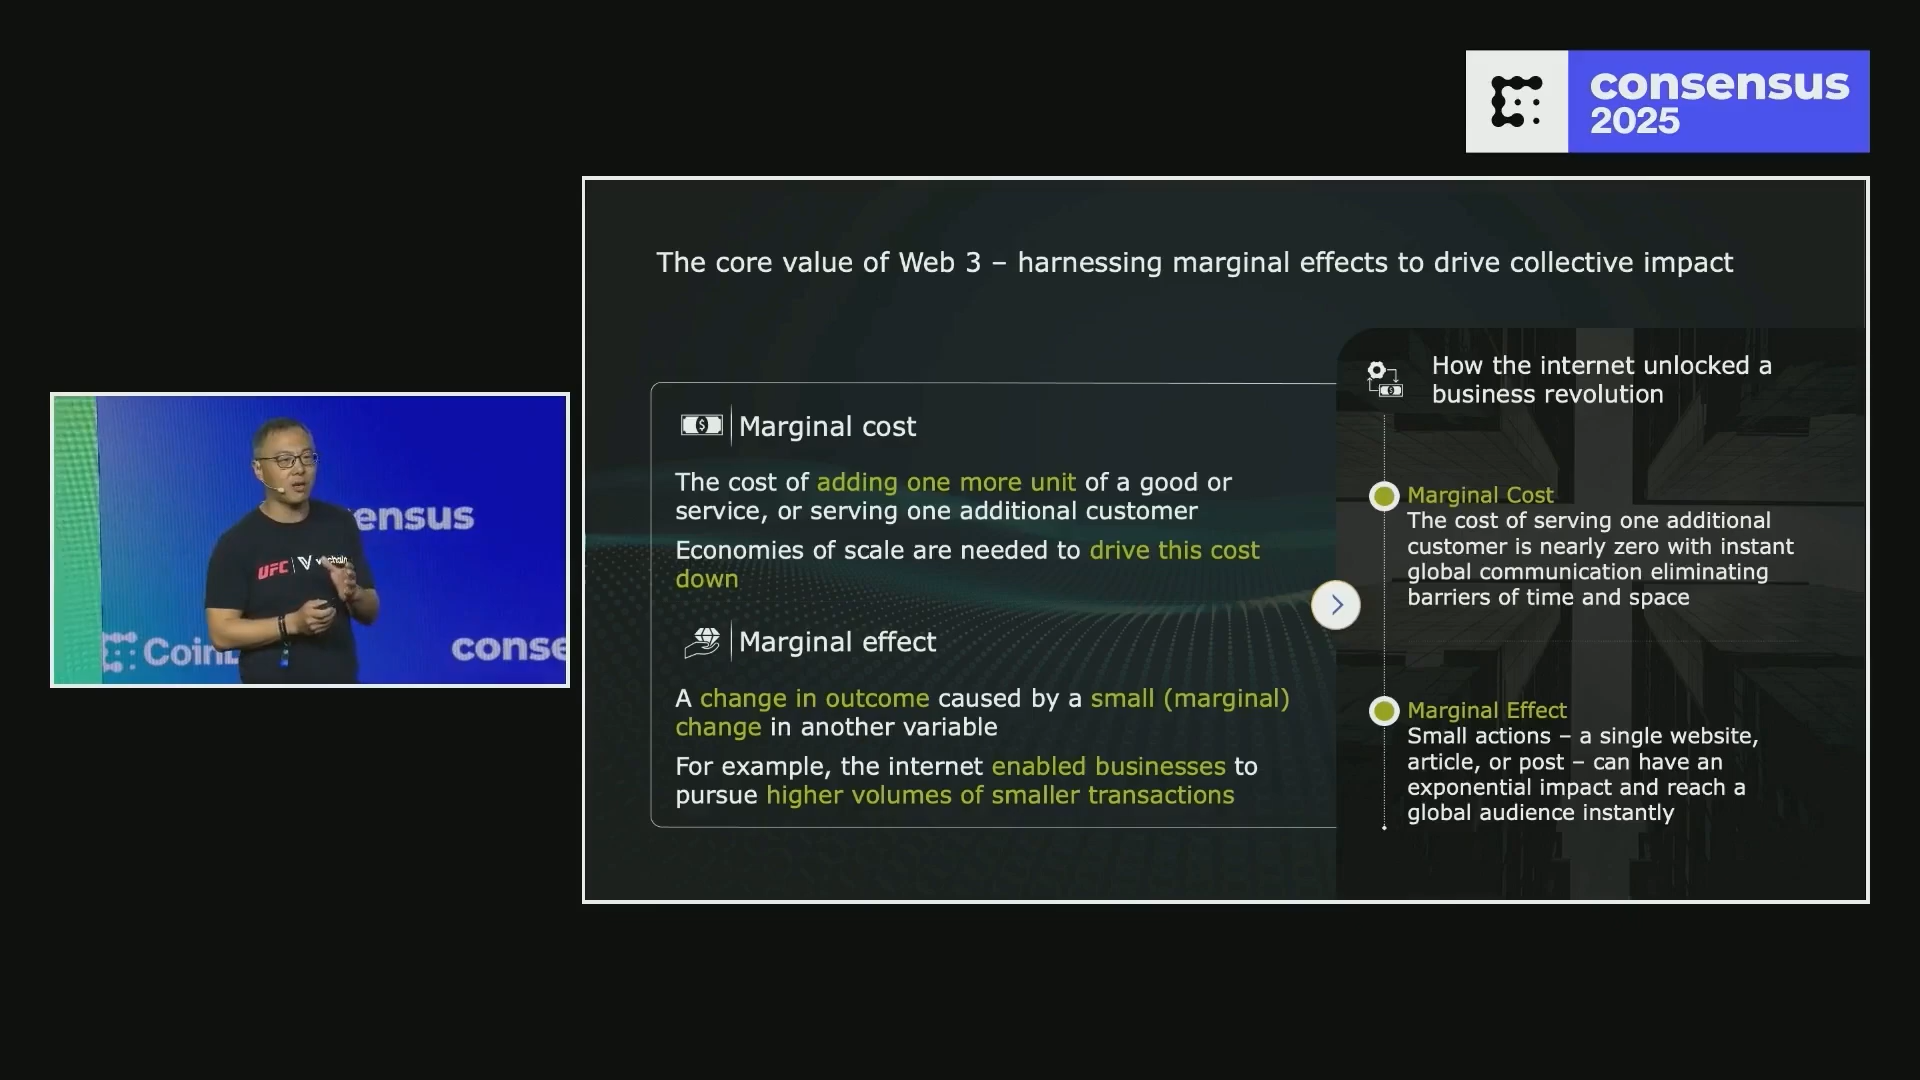 consensus
2025
The core value of Web 3 – harnessing marginal effects to drive collective impact
How the internet unlocked a
business revolution
Marginal cost
The cost of adding one more unit of a good or
service, or serving one additional customer
Economies of scale are needed to drive this cost
down
Marginal effect
A change in outcome caused by a small (marginal)
change in another variable
For example, the internet enabled businesses to
pursue higher volumes of smaller transactions
Marginal Cost
The cost of serving one additional
customer is nearly zero with instant
global communication eliminating
barriers of time and space
Marginal Effect
Small actions – a single website,
article, or post – can have an
exponential impact and reach a
global audience instantly
ensus
UFC
Coin
conse